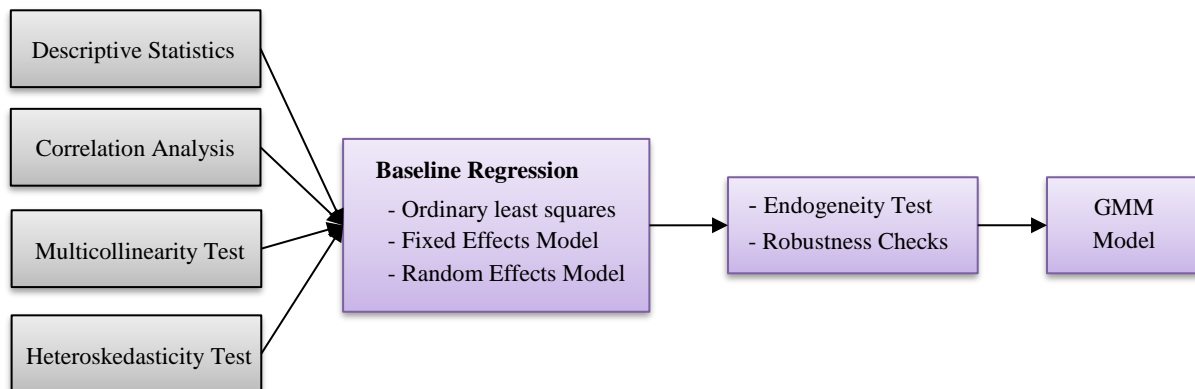 Descriptive Statistics
Correlation Analysis
Multicollinearity Test
Heteroskedasticity Test
Baseline Regression
- Ordinary least squares
- Fixed Effects Model
- Random Effects Model
- Endogeneity Test
- Robustness Checks
GMM
Model